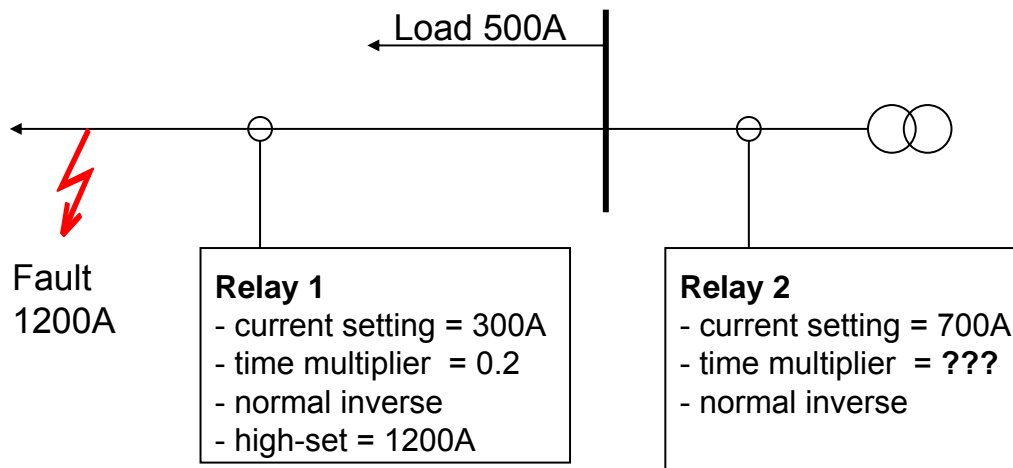 Load 500A
Fault
1200A
Relay 1
- current setting = 300A
- time multiplier = 0.2
- normal inverse
- high-set = 1200A
Relay 2
- current setting = 700A
- time multiplier = ???
- normal inverse